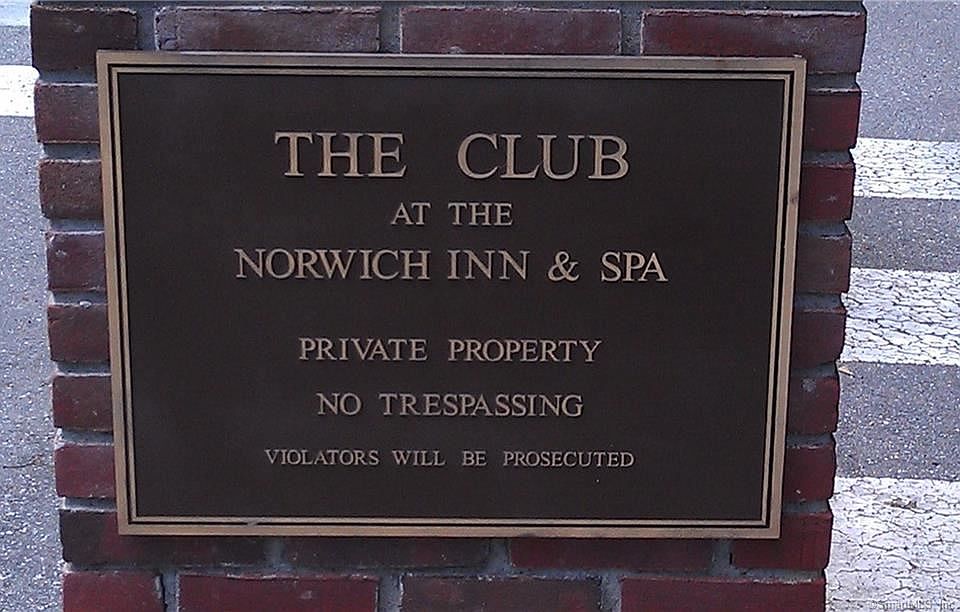 THE CLUB
AT THE
NORWICH INN & SPA
PRIVATE PROPERTY
NO TRESPASSING
VIOLATORS WILL BE PROSECUTED